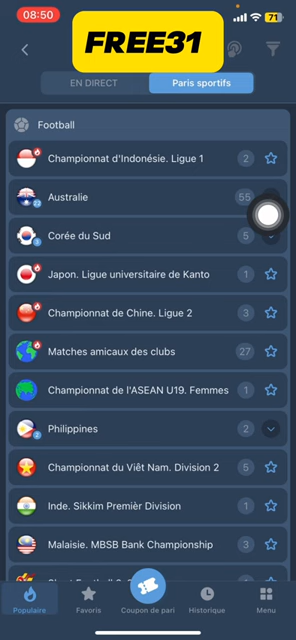 08:50
71
FREE31
EN DIRECT
Paris sportifs
Football
Championnat d'Indonésie. Ligue 1
2
Australie
22
55
Corée du Sud
3
5
Japon. Ligue universitaire de Kanto
1
Championnat de Chine. Ligue 2
3
Matches amicaux des clubs
27
Championnat de l'ASEAN U19. Femmes
1
Philippines
2
2
Championnat du Viêt Nam. Division 2
5
Inde. Sikkim Premièr Division
1
Malaisie. MBSB Bank Championship
3
Populaire
Favoris
Coupon de pari
Historique
Menu